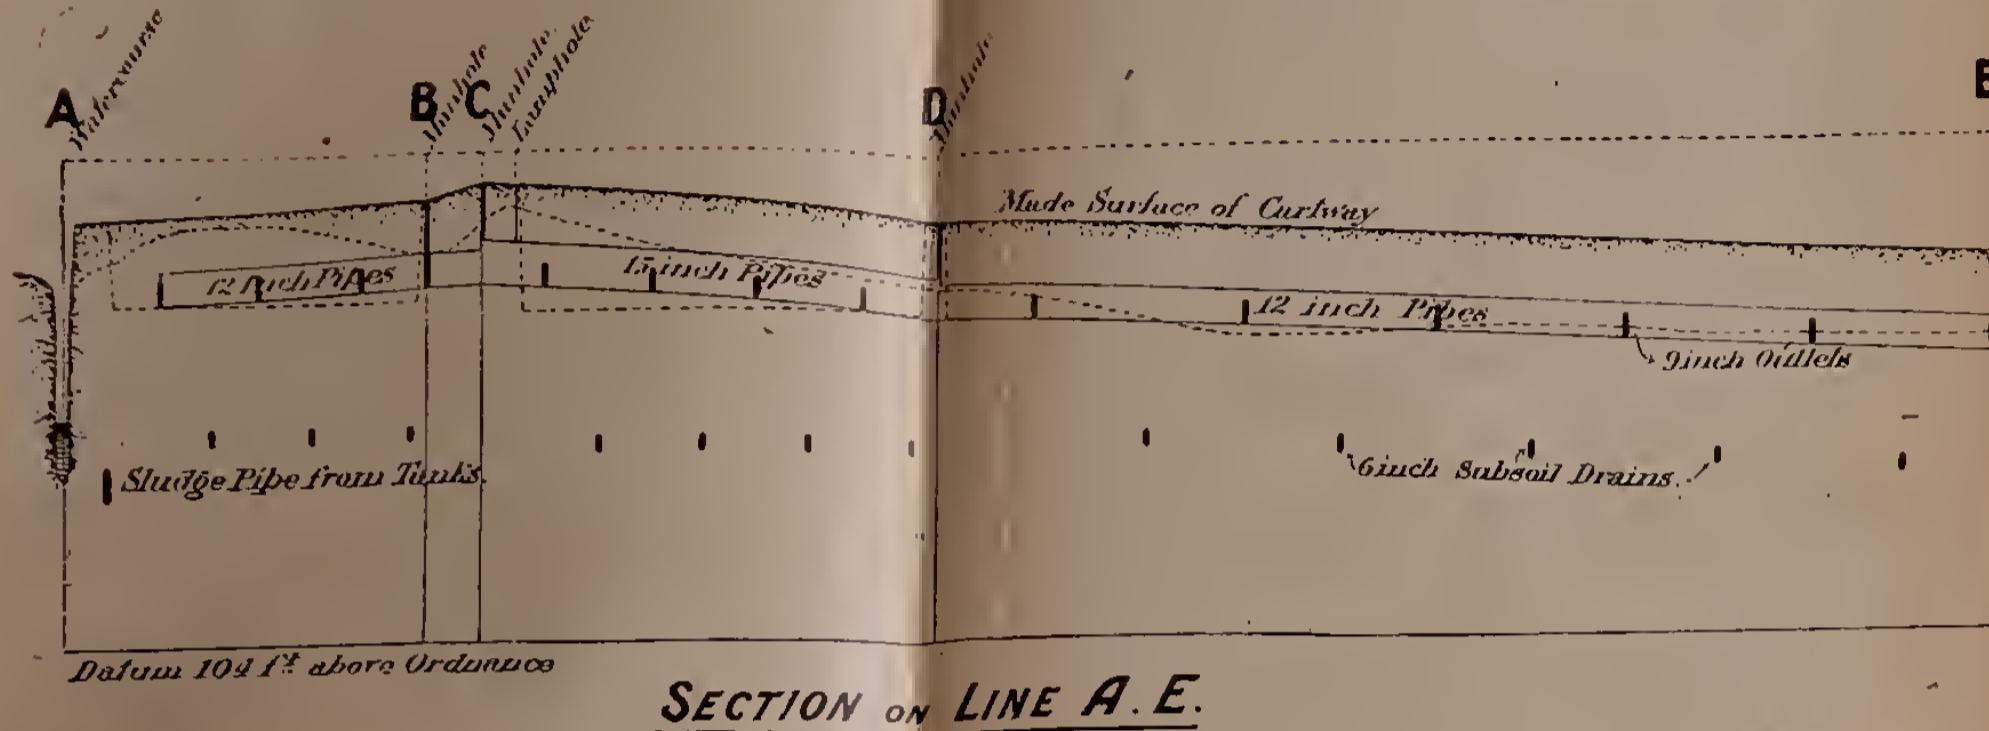 Watercourse
Manhole
Manhole
Lamphole
Manhole
A
B
C
D
E
Made Surface of Cartway
12 Inch Pipes
15 inch Pipes
12 inch Pipes
9 inch Outlets
Sludge Pipe from Tanks.
6 inch Subsoil Drains.
Datum 104 ft above Ordnance
SECTION ON LINE A. E.